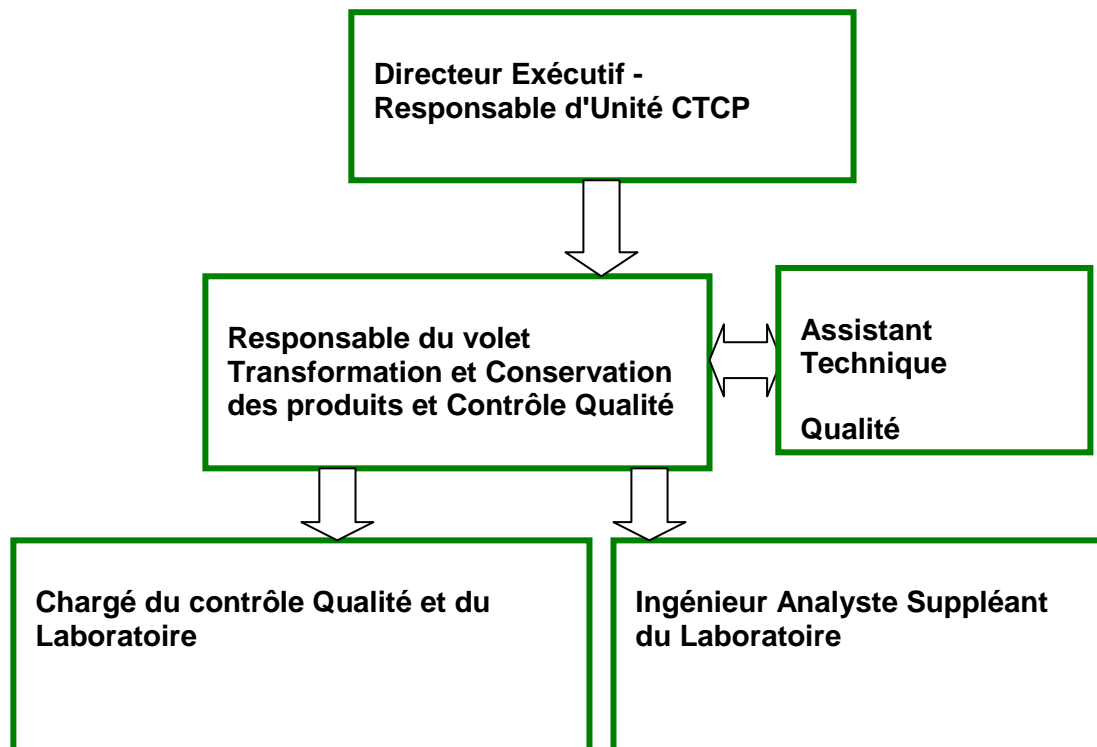 Directeur Exécutif -
Responsable d'Unité CTCP
Responsable du volet
Transformation et Conservation
des produits et Contrôle Qualité
Assistant
Technique
Qualité
Chargé du contrôle Qualité et du
Laboratoire
Ingénieur Analyste Suppléant
du Laboratoire